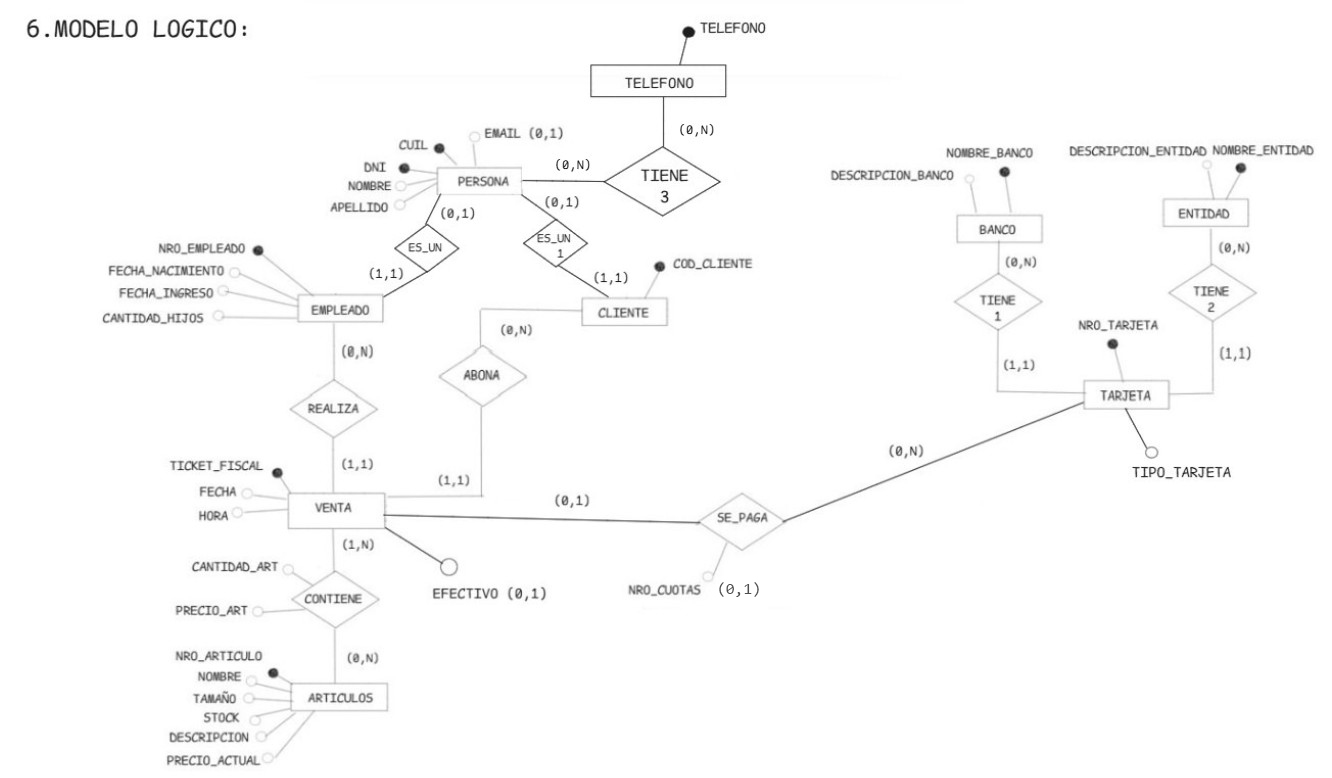 6.MODELO LOGICO:
TELEFONO
TELEFONO
(0,N)
TIENE
3
(0,N)
EMAIL (0,1)
CUIL
DNI
NOMBRE
APELLIDO
PERSONA
(0,1)
(0,1)
ES_UN
ES_UN
1
(1,1)
(1,1)
NRO_EMPLEADO
FECHA_NACIMIENTO
FECHA_INGRESO
CANTIDAD_HIJOS
EMPLEADO
COD_CLIENTE
CLIENTE
(0,N)
(0,N)
ABONA
REALIZA
(1,1)
(1,1)
NOMBRE_BANCO
DESCRIPCION_BANCO
BANCO
(0,N)
TIENE
1
(1,1)
DESCRIPCION_ENTIDAD
NOMBRE_ENTIDAD
ENTIDAD
(0,N)
TIENE
2
(1,1)
NRO_TARJETA
TARJETA
TIPO_TARJETA
(0,N)
TICKET_FISCAL
FECHA
HORA
VENTA
(0,1)
SE_PAGA
NRO_CUOTAS (0,1)
EFECTIVO (0,1)
(1,N)
CANTIDAD_ART
PRECIO_ART
CONTIENE
(0,N)
NRO_ARTICULO
NOMBRE
TAMAÑO
STOCK
DESCRIPCION
PRECIO_ACTUAL
ARTICULOS